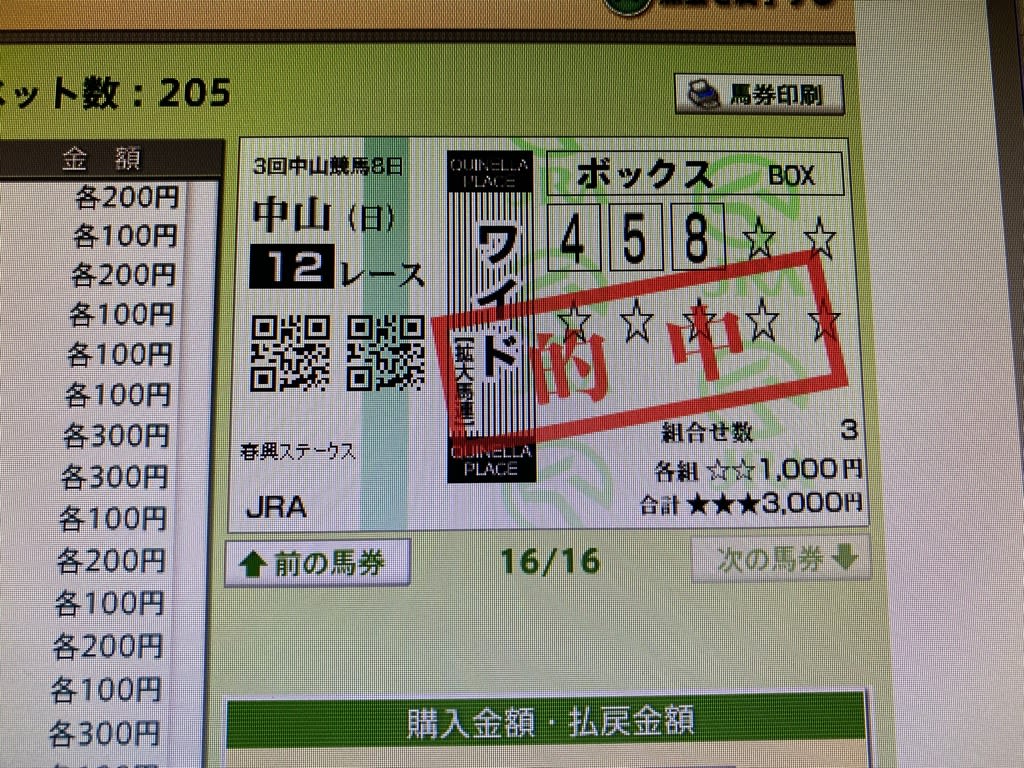 ット数：205
馬券印刷
金 額
各200円
各100円
各200円
各100円
各100円
各100円
各300円
各300円
各100円
各200円
各100円
各200円
各100円
各300円
3回中山競馬8日
中山（日）
12レース
春興ステークス
JRA
QUINELLA
PLACE
ワイド
[拡大馬連]
QUINELLA
PLACE
ボックス BOX
4 5 8 ☆ ☆
☆ ☆ ☆ ☆ ☆
的中
組合せ数 3
各組 ☆☆1,000円
合計 ★★★3,000円
前の馬券
16/16
次の馬券
購入金額・払戻金額